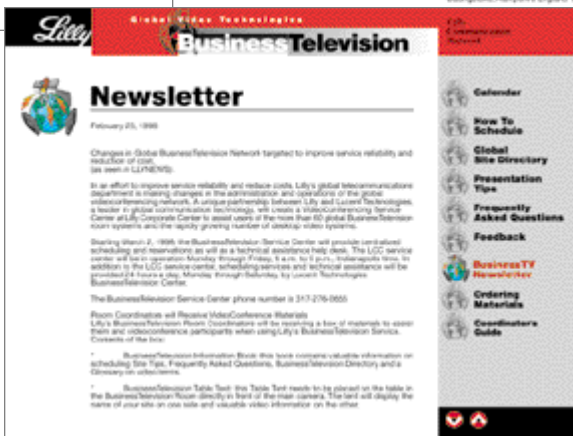 Lilly
Global Video Technologies
BusinessTelevision
Newsletter
Changes in Global BusinessTelevision Network targeted to improve service reliability and
reduction of cost.
(as seen in LLYNEWS)
In an effort to improve service reliability and reduce costs, Lilly's global telecommunications
department is making changes in the administration and operations of the global
videoconferencing network. A unique partnership between Lilly and Lucent Technologies,
a leader in global communication technology, will create a VideoConferencing Service
Center at Lilly Corporate Center to assist users of the more than 60 global BusinessTelevision
room systems and the rapidly growing number of desktop video systems.
Starting March 2, 1998, the BusinessTelevision Service Center will provide centralized
scheduling and reservations as well as a technical assistance help desk. The LCC service
center will be in operation Monday through Friday, 6 a.m. to 5 p.m., Indianapolis time. In
addition to the LCC service center, scheduling services and technical assistance will be
provided 24 hours a day, Monday through Saturday, by Lucent Technologies
BusinessTelevision Center.
The BusinessTelevision Service Center phone number is 317-276-
Room Coordinators will Receive VideoConference Materials
Lilly's BusinessTelevision Room Coordinators will be receiving a box of materials to assist
them and videoconference participants when using Lilly's BusinessTelevision Service.
Contents of the box:
* BusinessTelevision Information Book: this book contains valuable information on
scheduling Site Tips, Frequently Asked Questions, BusinessTelevision Directory and a
Glossary on
* BusinessTelevision Table Tent: this Table Tent needs to be placed on the table in
the BusinessTelevision Room directly in front of the main camera. The tent will display the
name of your site on one side and valuable video information on the other.
Calendar
How To
Schedule
Global
Site Directory
Presentation
Tips
Frequently
Asked Questions
Feedback
BusinessTV
Newsletter
Ordering
Materials
Coordinators
Guide